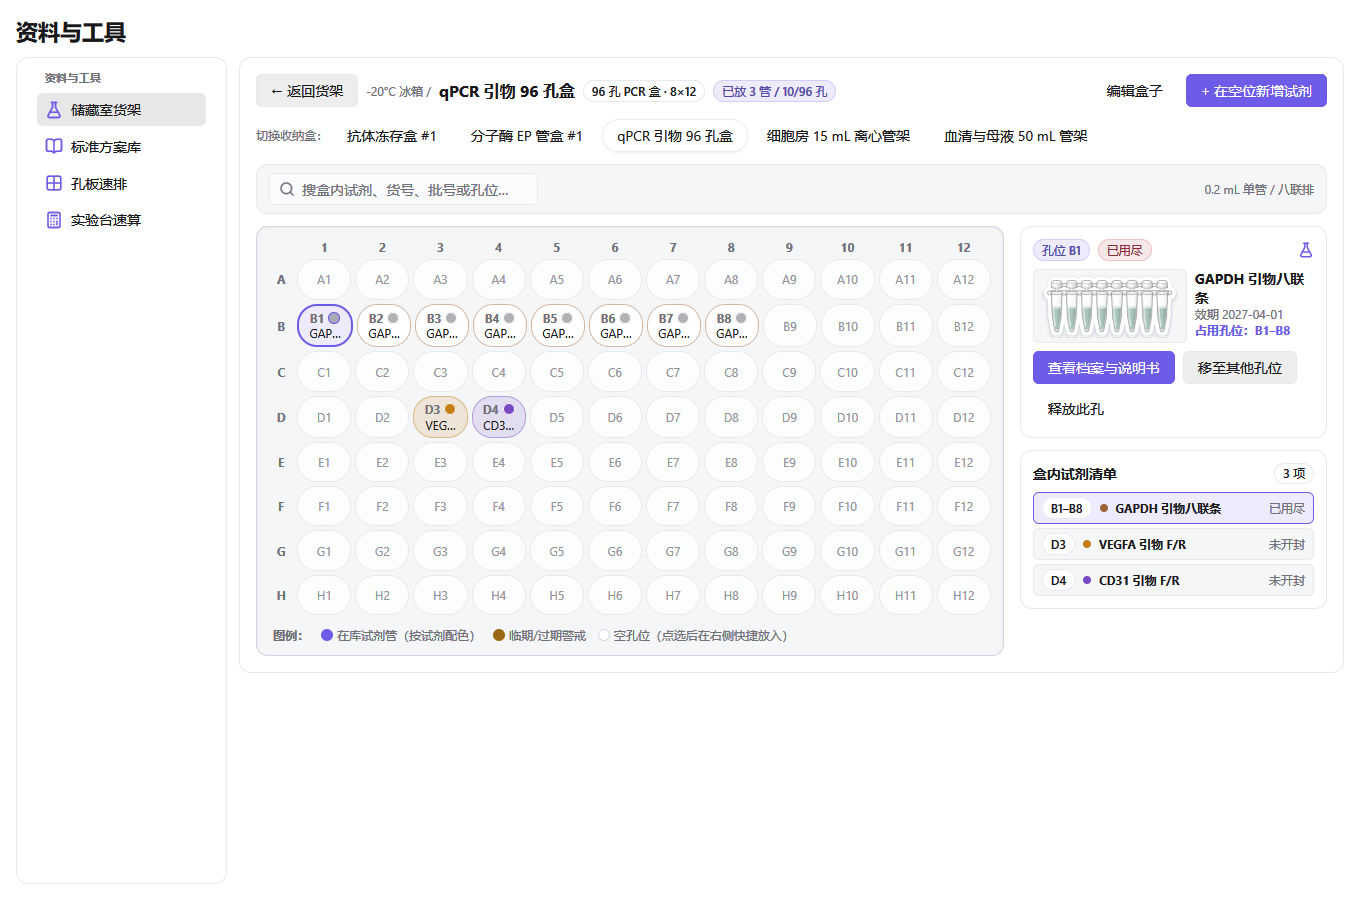 资料与工具
资料与工具
储藏室货架
标准方案库
孔板速排
实验台速算
← 返回货架 -20°C 冰箱 / qPCR 引物 96 孔盒 96 孔 PCR 盒 · 8×12 已放 3 管 / 10/96 孔 编辑盒子 + 在空位新增试剂
切换收纳盒: 抗体冻存盒 #1 分子酶 EP 管盒 #1 qPCR 引物 96 孔盒 细胞房 15 mL 离心管架 血清与母液 50 mL 管架
搜盒内试剂、货号、批号或孔位... 0.2 mL 单管 / 八联排
1 2 3 4 5 6 7 8 9 10 11 12
A A1 A2 A3 A4 A5 A6 A7 A8 A9 A10 A11 A12
B B1 GAP... B2 GAP... B3 GAP... B4 GAP... B5 GAP... B6 GAP... B7 GAP... B8 GAP... B9 B10 B11 B12
C C1 C2 C3 C4 C5 C6 C7 C8 C9 C10 C11 C12
D D1 D2 D3 VEG... D4 CD3... D5 D6 D7 D8 D9 D10 D11 D12
E E1 E2 E3 E4 E5 E6 E7 E8 E9 E10 E11 E12
F F1 F2 F3 F4 F5 F6 F7 F8 F9 F10 F11 F12
G G1 G2 G3 G4 G5 G6 G7 G8 G9 G10 G11 G12
H H1 H2 H3 H4 H5 H6 H7 H8 H9 H10 H11 H12
图例: 在库试剂管（按试剂配色） 临期/过期警戒 空孔位（点选后在右侧快捷放入）
孔位 B1 已用尽
GAPDH 引物八联
条
效期 2027-04-01
占用孔位: B1–B8
查看档案与说明书 移至其他孔位
释放此孔
盒内试剂清单 3 项
B1–B8 GAPDH 引物八联条 已用尽
D3 VEGFA 引物 F/R 未开封
D4 CD31 引物 F/R 未开封